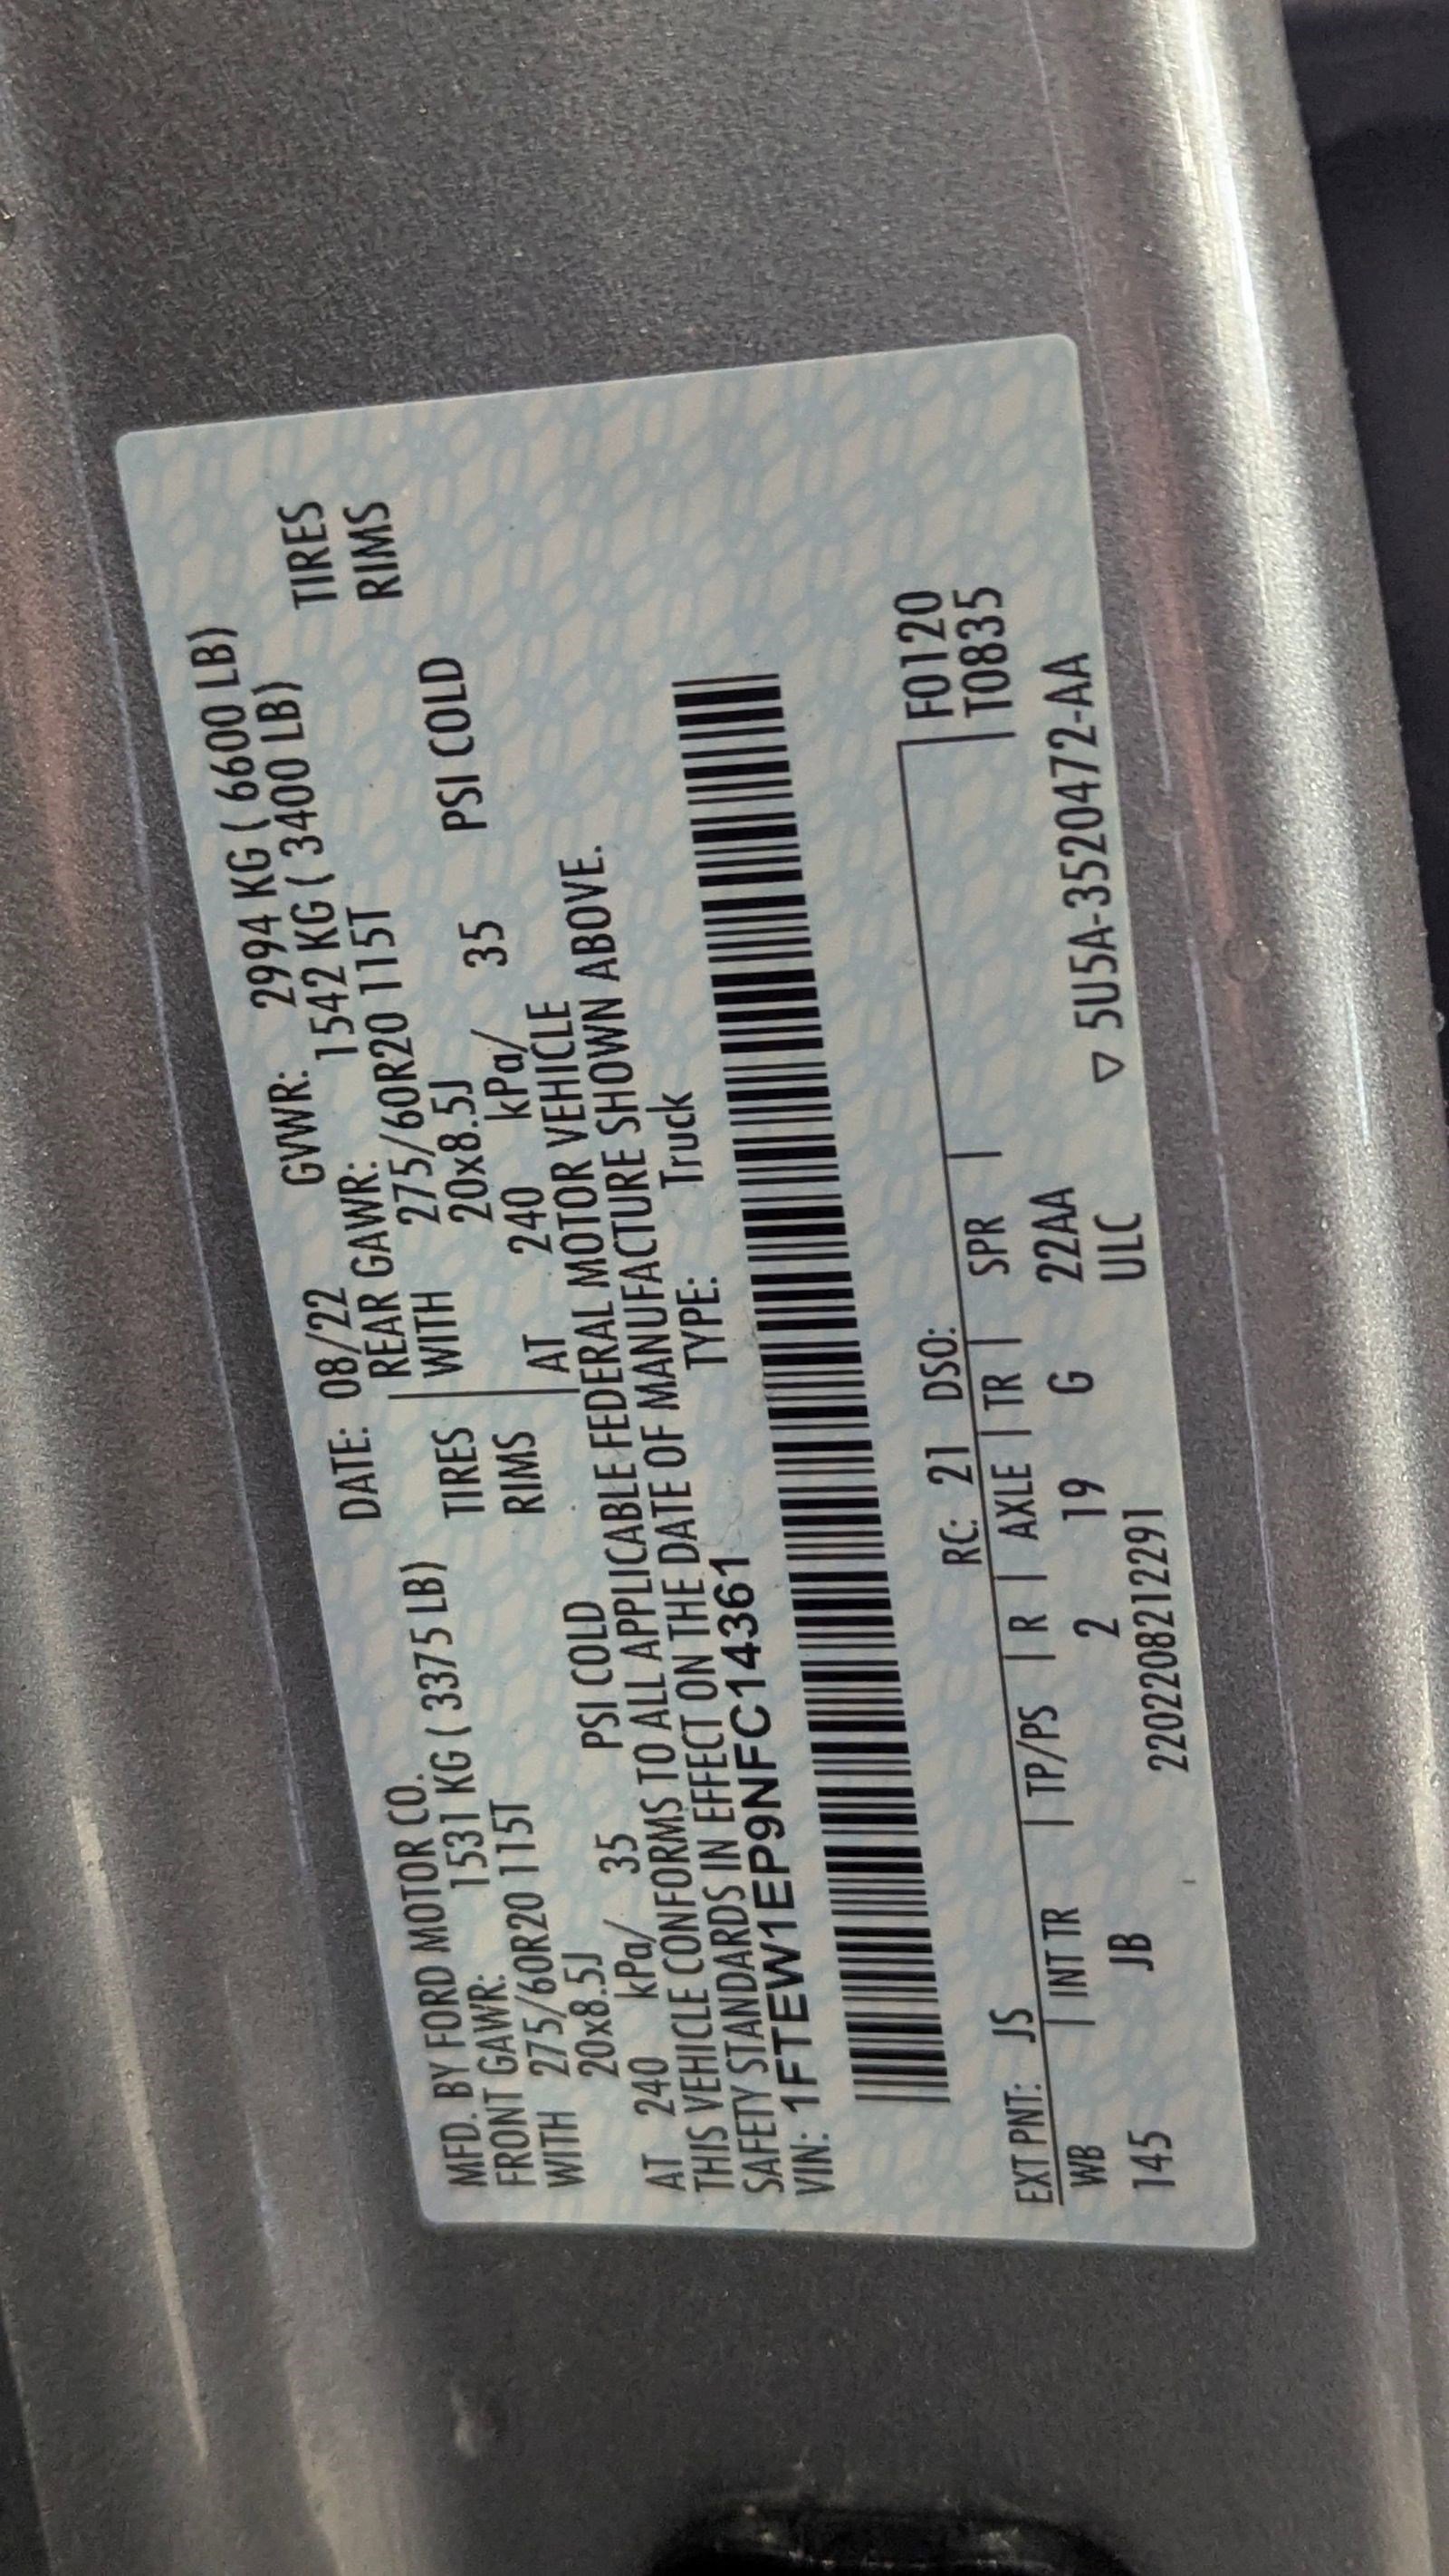 MFD. BY FORD MOTOR CO. DATE: 08/22 GVWR: 2994 KG ( 6600 LB)
FRONT GAWR: 1531 KG ( 3375 LB) REAR GAWR: 1542 KG ( 3400 LB)
WITH 275/60R20 115T TIRES WITH 275/60R20 115T TIRES
20x8.5J RIMS 20x8.5J RIMS
AT 240 kPa/ 35 PSI COLD AT 240 kPa/ 35 PSI COLD
THIS VEHICLE CONFORMS TO ALL APPLICABLE FEDERAL MOTOR VEHICLE
SAFETY STANDARDS IN EFFECT ON THE DATE OF MANUFACTURE SHOWN ABOVE.
VIN: 1FTEW1EP9NFC14361 TYPE: Truck
EXT PNT: JS RC: 21 DSO: F0120
WB | INT TR | TP/PS | R | AXLE | TR | SPR | T0835
145 JB 2 19 G 22AA
2202208212291 ULC ▽ 5U5A-3520472-AA